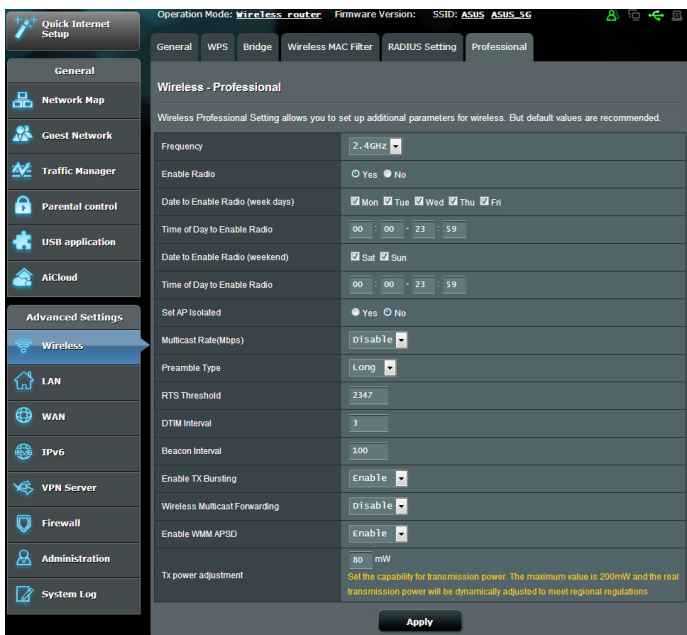 Quick Internet Setup
Operation Mode: Wireless router Firmware Version: SSID: ASUS ASUS_5G
General WPS Bridge Wireless MAC Filter RADIUS Setting Professional
General
Network Map
Guest Network
Traffic Manager
Parental control
USB application
AiCloud
Advanced Settings
Wireless
LAN
WAN
IPv6
IPv6
VPN Server
Firewall
Administration
System Log
Wireless - Professional
Wireless Professional Setting allows you to set up additional parameters for wireless. But default values are recommended.
Frequency 2.4GHz
Enable Radio Yes No
Date to Enable Radio (week days) Mon Tue Wed Thu Fri
Time of Day to Enable Radio 00 : 00 - 23 : 59
Date to Enable Radio (weekend) Sat Sun
Time of Day to Enable Radio 00 : 00 - 23 : 59
Set AP Isolated Yes No
Multicast Rate(Mbps) Disable
Preamble Type Long
RTS Threshold 2347
DTIM Interval 3
Beacon Interval 100
Enable TX Bursting Enable
Wireless Multicast Forwarding Disable
Enable WMM APSD Enable
Tx power adjustment 80 mW
Set the capability for transmission power. The maximum value is 200mW and the real
transmission power will be dynamically adjusted to meet regional regulations
Apply